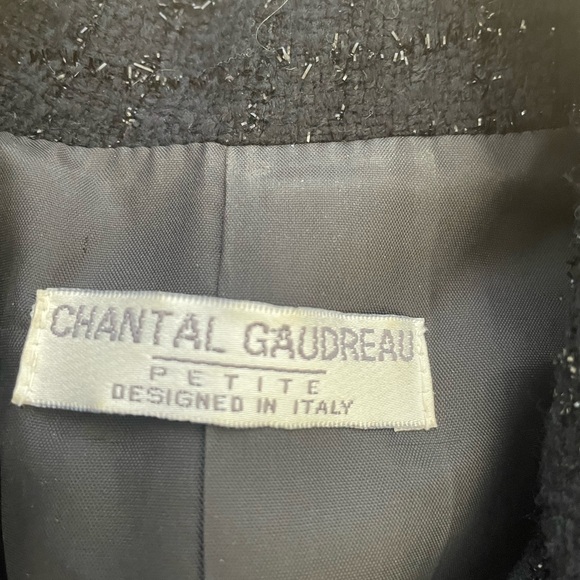 CHANTAL GAUDREAU
PETITE
DESIGNED IN ITALY